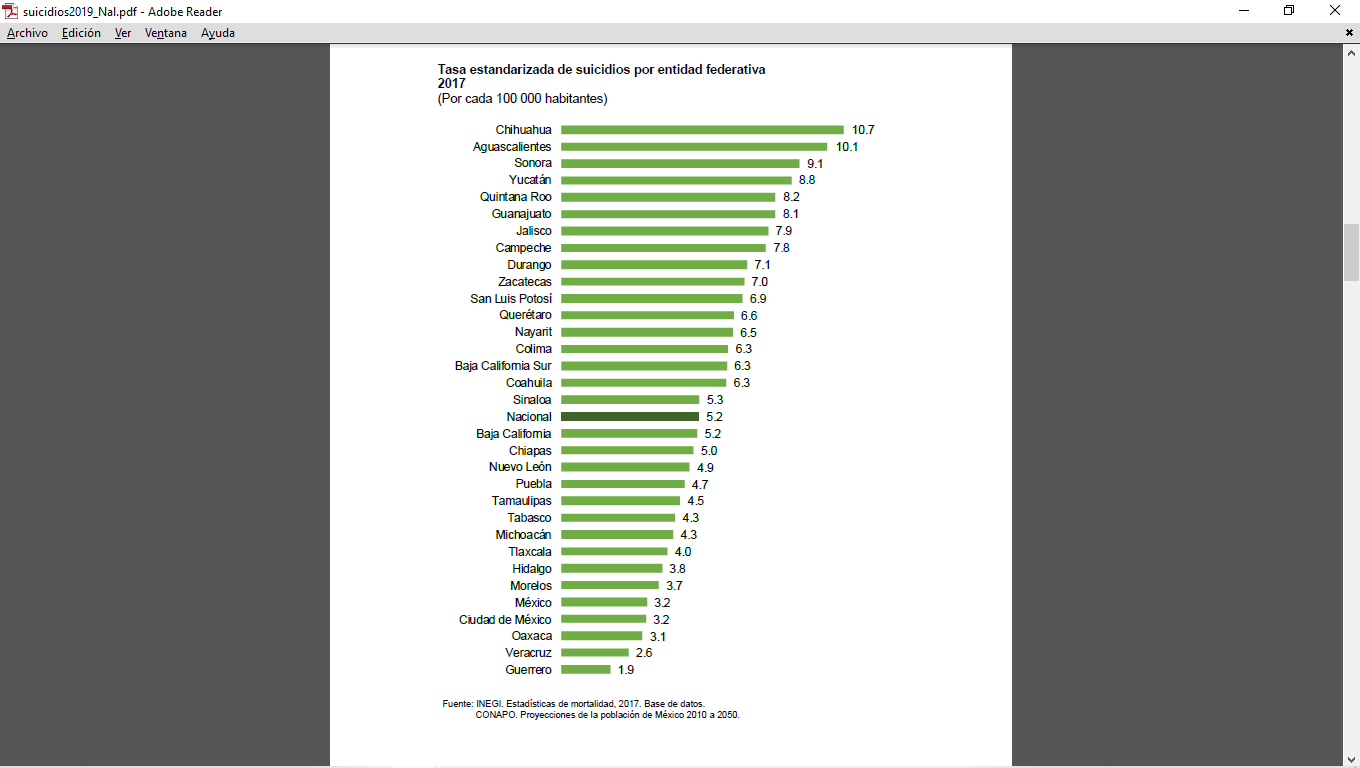 suicidios2019_Nal.pdf - Adobe Reader
Archivo Edición Ver Ventana Ayuda
Tasa estandarizada de suicidios por entidad federativa
2017
(Por cada 100 000 habitantes)
Chihuahua 10.7
Aguascalientes 10.1
Sonora 9.1
Yucatán 8.8
Quintana Roo 8.2
Guanajuato 8.1
Jalisco 7.9
Campeche 7.8
Durango 7.1
Zacatecas 7.0
San Luis Potosí 6.9
Querétaro 6.6
Nayarit 6.5
Colima 6.3
Baja California Sur 6.3
Coahuila 6.3
Sinaloa 5.3
Nacional 5.2
Baja California 5.2
Chiapas 5.0
Nuevo León 4.9
Puebla 4.7
Tamaulipas 4.5
Tabasco 4.3
Michoacán 4.3
Tlaxcala 4.0
Hidalgo 3.8
Morelos 3.7
México 3.2
Ciudad de México 3.2
Oaxaca 3.1
Veracruz 2.6
Guerrero 1.9
Fuente: INEGI. Estadísticas de mortalidad, 2017. Base de datos.
CONAPO. Proyecciones de la población de México 2010 a 2050.